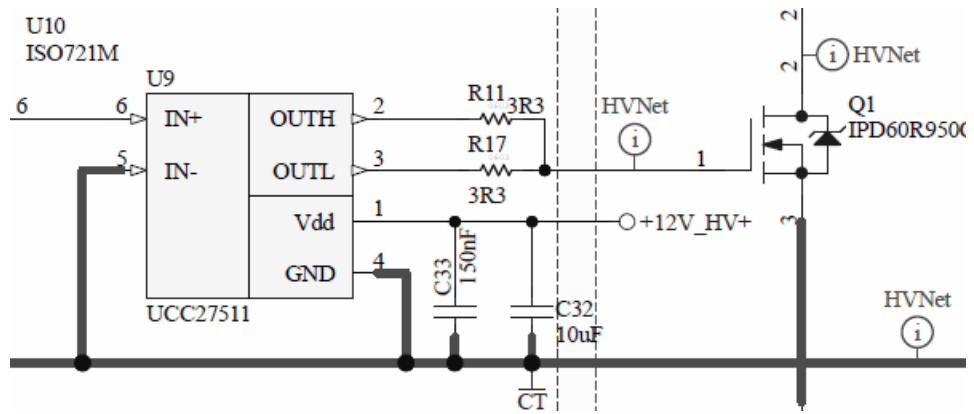 U10
ISO721M
U9
6
6
IN+
OUTH
2
R11
3R3
5
IN-
OUTL
3
R17
3R3
Vdd
1
GND
4
UCC27511
C33
150nF
C32
10uF
+12V_HV+
CT
HVNet
i
1
2
2
i
HVNet
Q1
IPD60R950C
3
HVNet
i